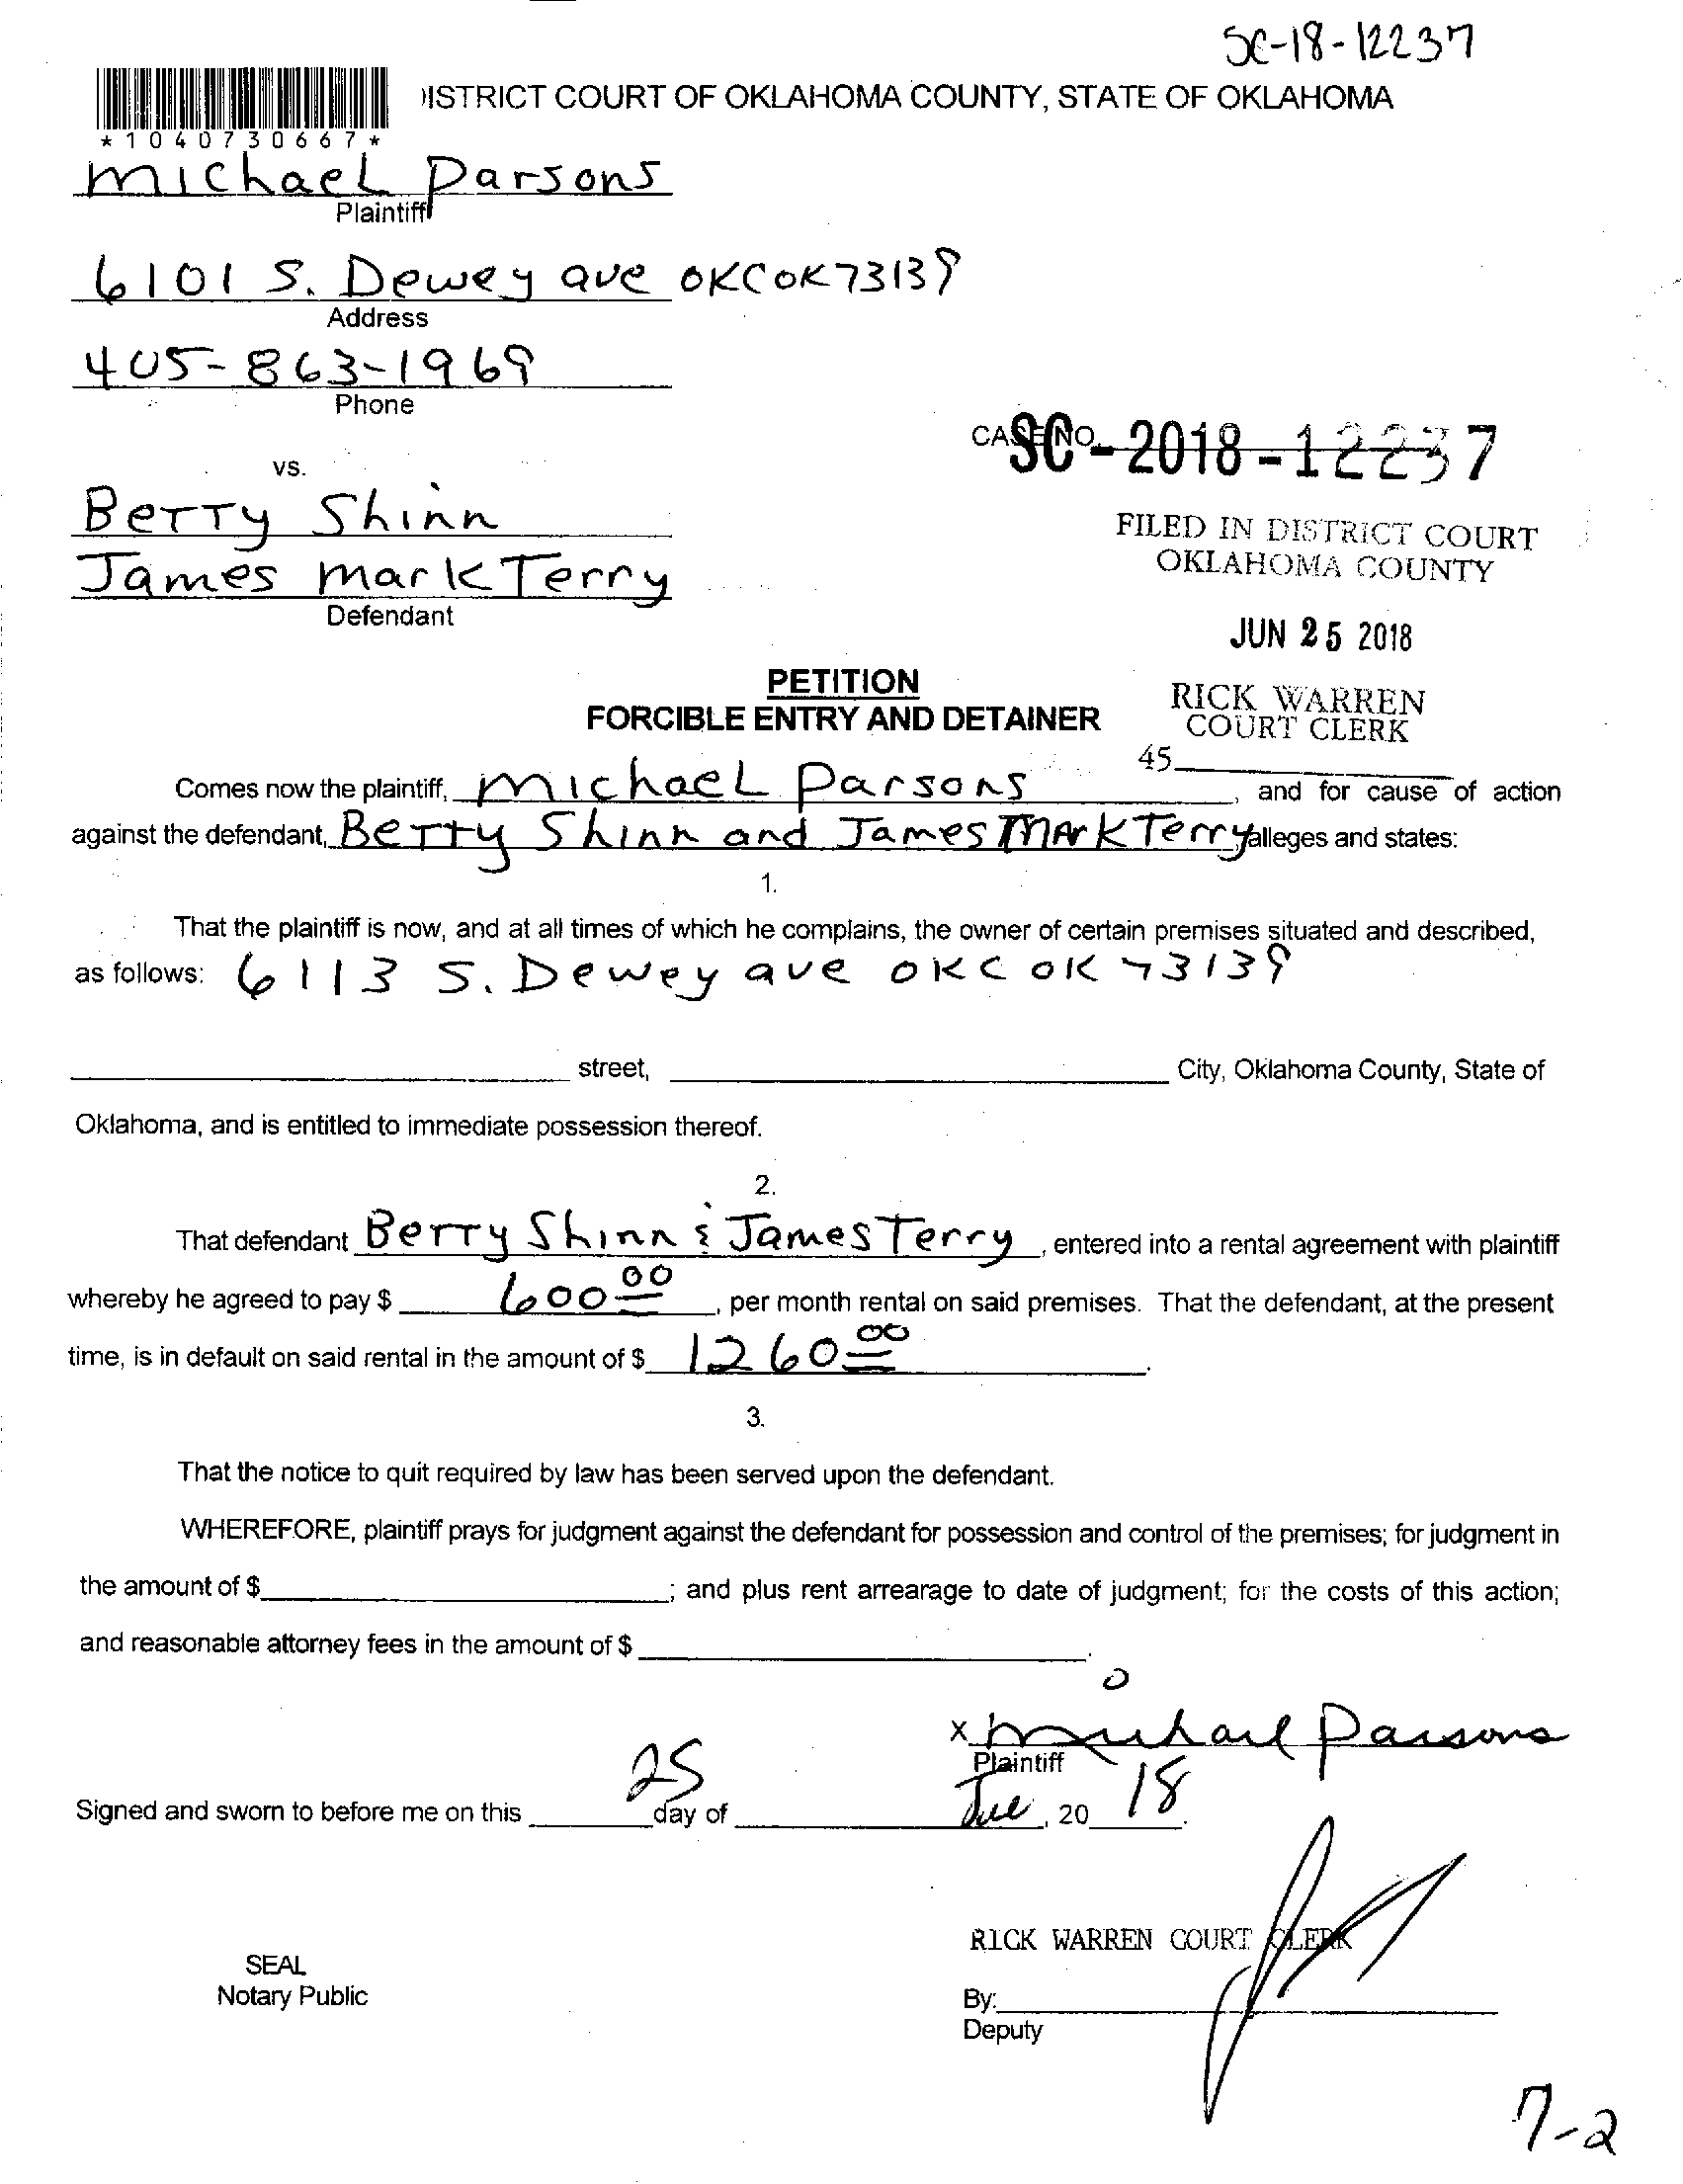 SC-18-12237
DISTRICT COURT OF OKLAHOMA COUNTY, STATE OF OKLAHOMA
*1040730667*
Michael Parsons
Plaintiff
6101 S. Dewey ave OKC OK 73139
Address
405-863-1969
Phone
CASE NO.
SC - 2018 - 12237
vs.
Betty Shinn
James Mark Terry
Defendant
FILED IN DISTRICT COURT
OKLAHOMA COUNTY
JUN 25 2018
RICK WARREN
COURT CLERK
45
PETITION
FORCIBLE ENTRY AND DETAINER
Comes now the plaintiff, Michael Parsons, and for cause of action
against the defendant, Betty Shinn and James Mark Terry, alleges and states:
1.
That the plaintiff is now, and at all times of which he complains, the owner of certain premises situated and described,
as follows: 6113 S. Dewey ave OKC OK 73139
street, City, Oklahoma County, State of
Oklahoma, and is entitled to immediate possession thereof.
2.
That defendant Betty Shinn & James Terry, entered into a rental agreement with plaintiff
whereby he agreed to pay $ 600 00, per month rental on said premises. That the defendant, at the present
time, is in default on said rental in the amount of $ 1260 00.
3.
That the notice to quit required by law has been served upon the defendant.
WHEREFORE, plaintiff prays for judgment against the defendant for possession and control of the premises; for judgment in
the amount of $ ; and plus rent arrearage to date of judgment; for the costs of this action;
and reasonable attorney fees in the amount of $ .
x Michael Parsons
Plaintiff
Signed and sworn to before me on this 25 day of Jue, 20 18.
RICK WARREN COURT CLERK
SEAL
Notary Public
By:
Deputy
7-2